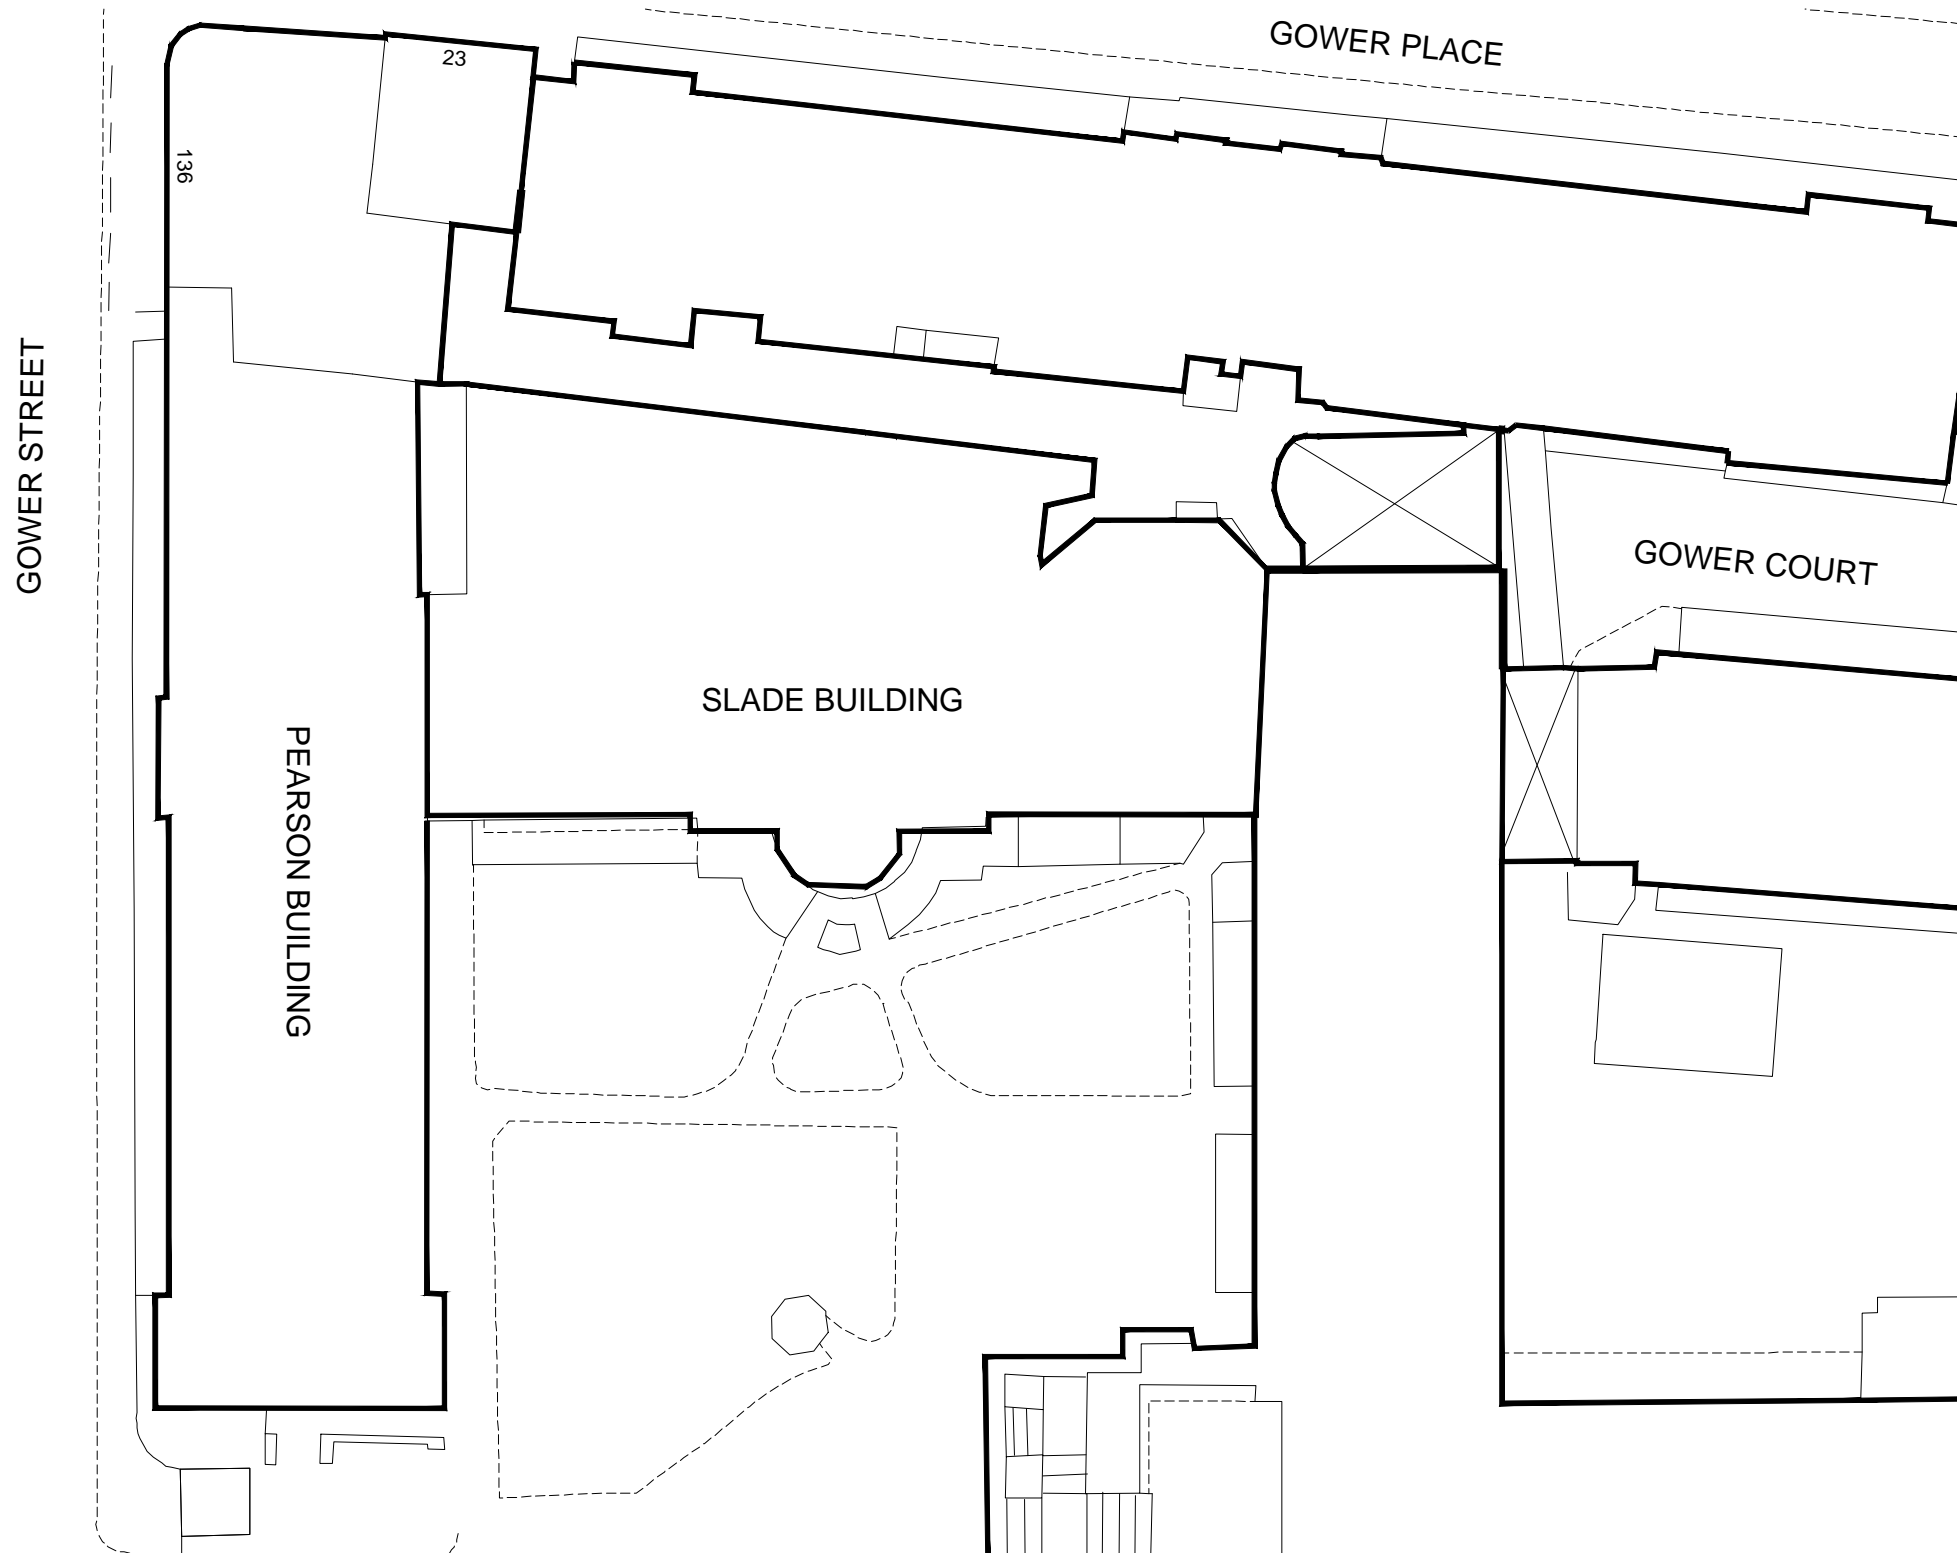 GOWER PLACE
23
136
GOWER STREET
GOWER COURT
SLADE BUILDING
PEARSON BUILDING